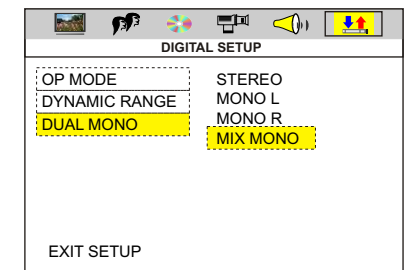 DIGITAL SETUP
OP MODE
DYNAMIC RANGE
DUAL MONO
STEREO
MONO L
MONO R
MIX MONO
EXIT SETUP